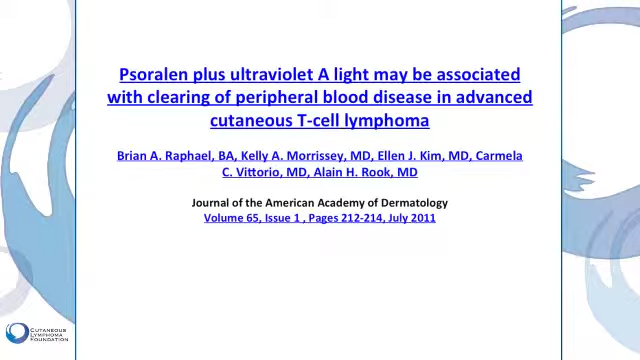 Psoralen plus ultraviolet A light may be associated
with clearing of peripheral blood disease in advanced
cutaneous T-cell lymphoma
Brian A. Raphael, BA, Kelly A. Morrissey, MD, Ellen J. Kim, MD, Carmela
C. Vittorio, MD, Alain H. Rook, MD
Journal of the American Academy of Dermatology
Volume 65, Issue 1 , Pages 212-214, July 2011
Cutaneous
Lymphoma
Foundation